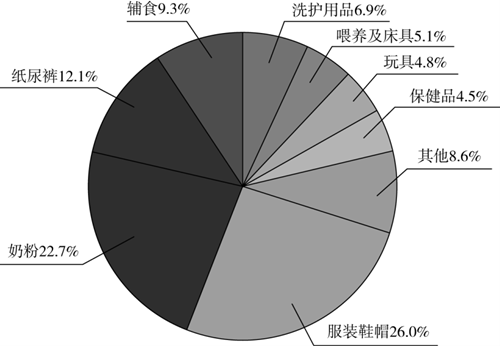 辅食9.3%
洗护用品6.9%
喂养及床具5.1%
玩具4.8%
纸尿裤12.1%
保健品4.5%
其他8.6%
奶粉22.7%
服装鞋帽26.0%